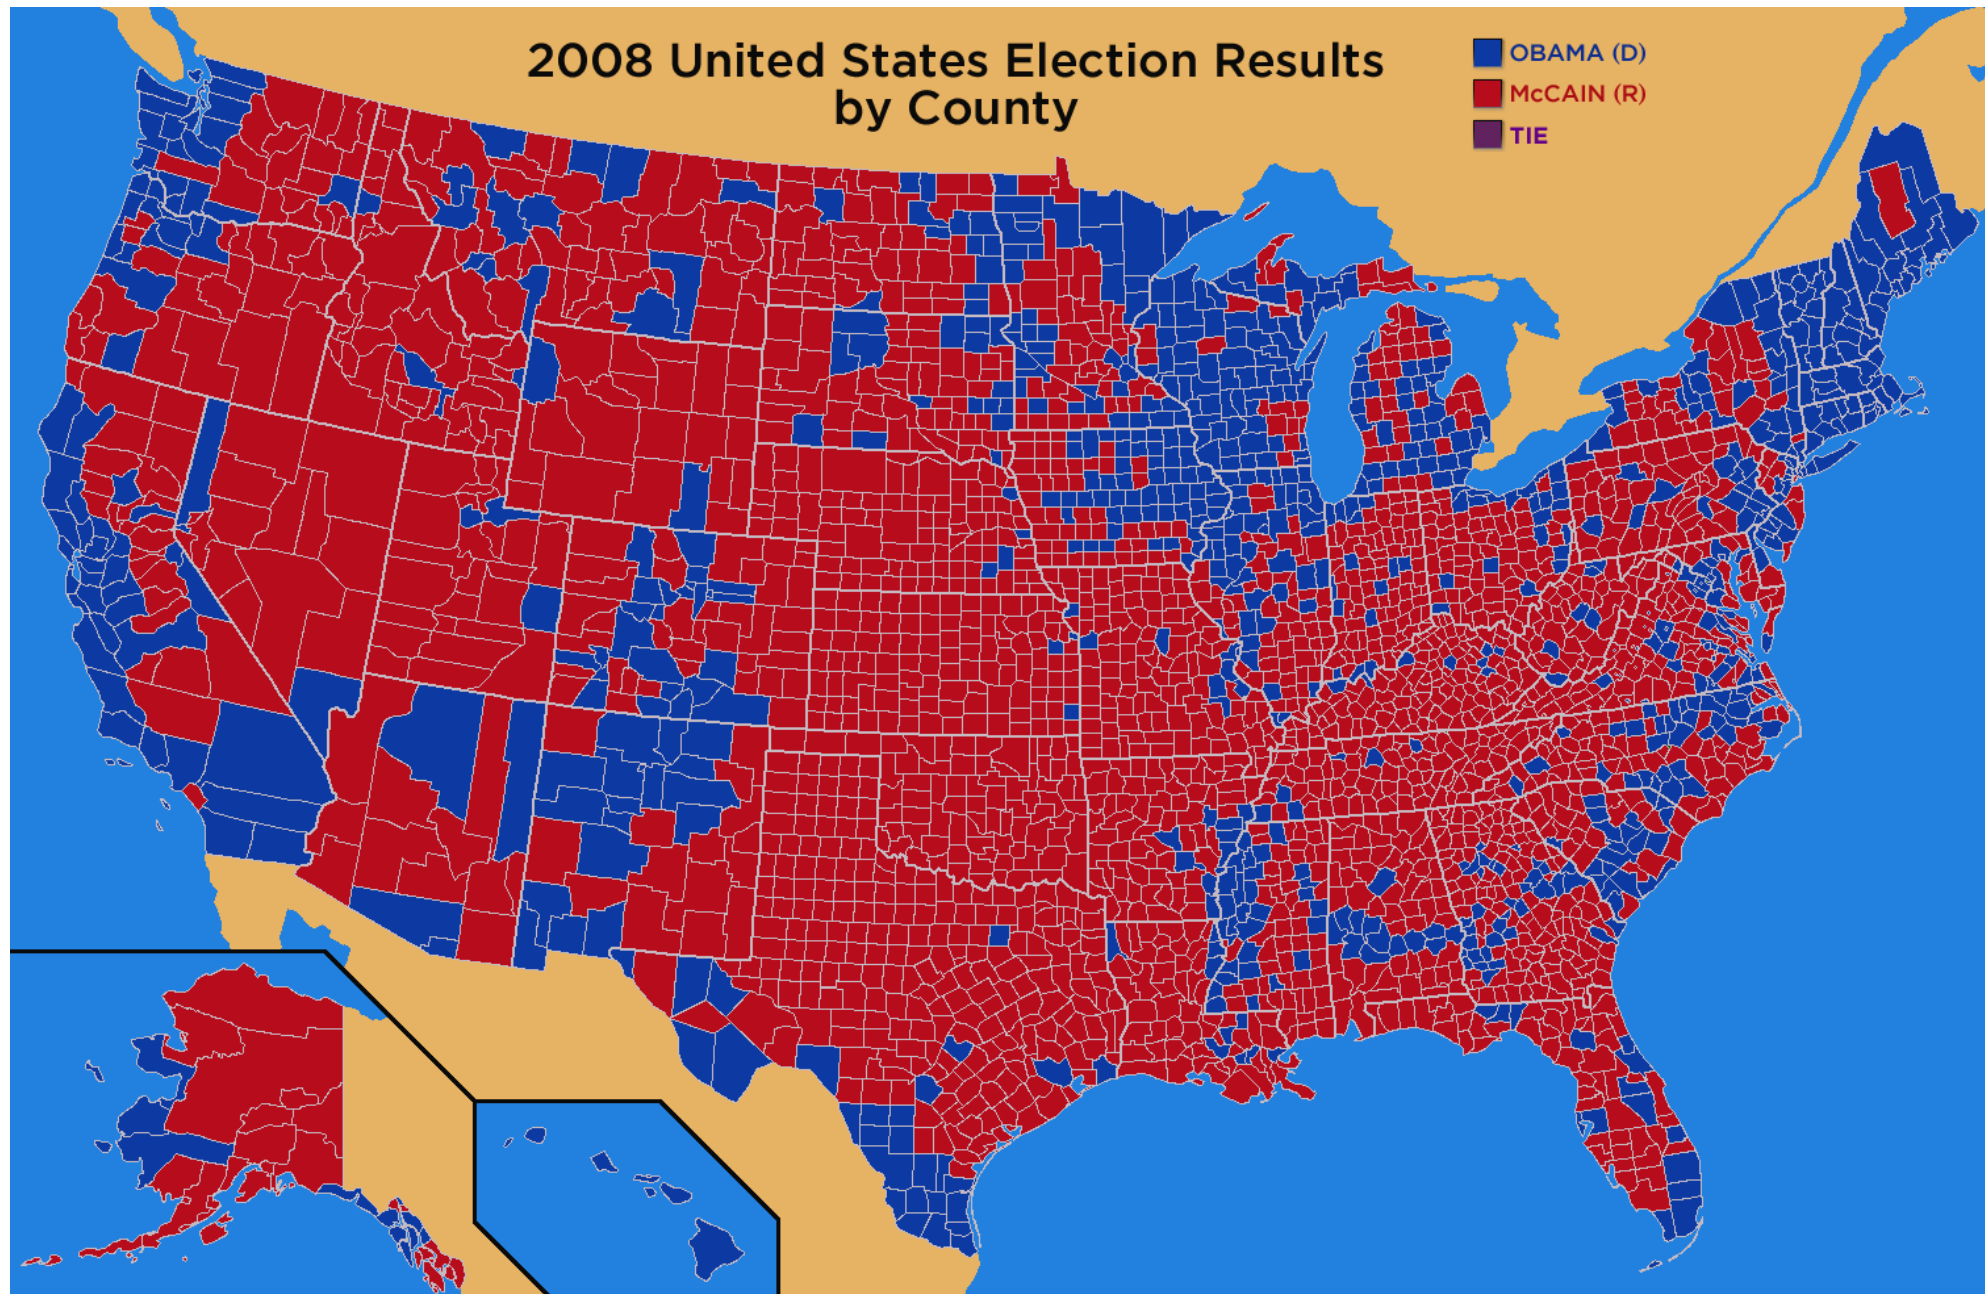 2008 United States Election Results
by County
OBAMA (D)
McCAIN (R)
TIE